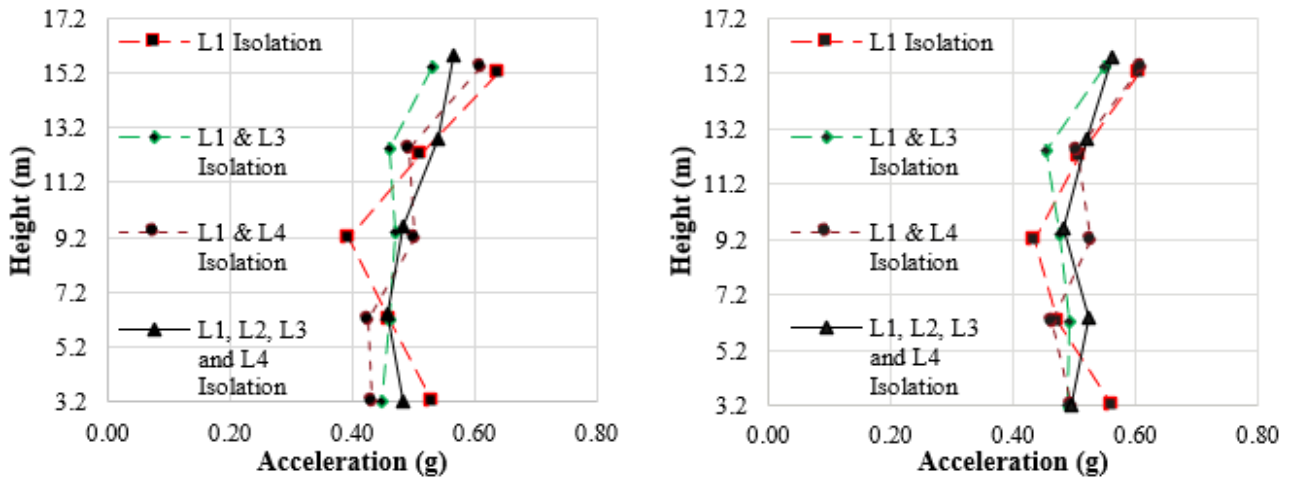 17.2
15.2
13.2
11.2
9.2
7.2
5.2
3.2
Height (m)
L1 Isolation
L1 & L3
Isolation
L1 & L4
Isolation
L1, L2, L3
and L4
Isolation
0.00 0.20 0.40 0.60 0.80
Acceleration (g)
17.2
15.2
13.2
11.2
9.2
7.2
5.2
3.2
Height (m)
L1 Isolation
L1 & L3
Isolation
L1 & L4
Isolation
L1, L2, L3
and L4
Isolation
0.00 0.20 0.40 0.60 0.80
Acceleration (g)